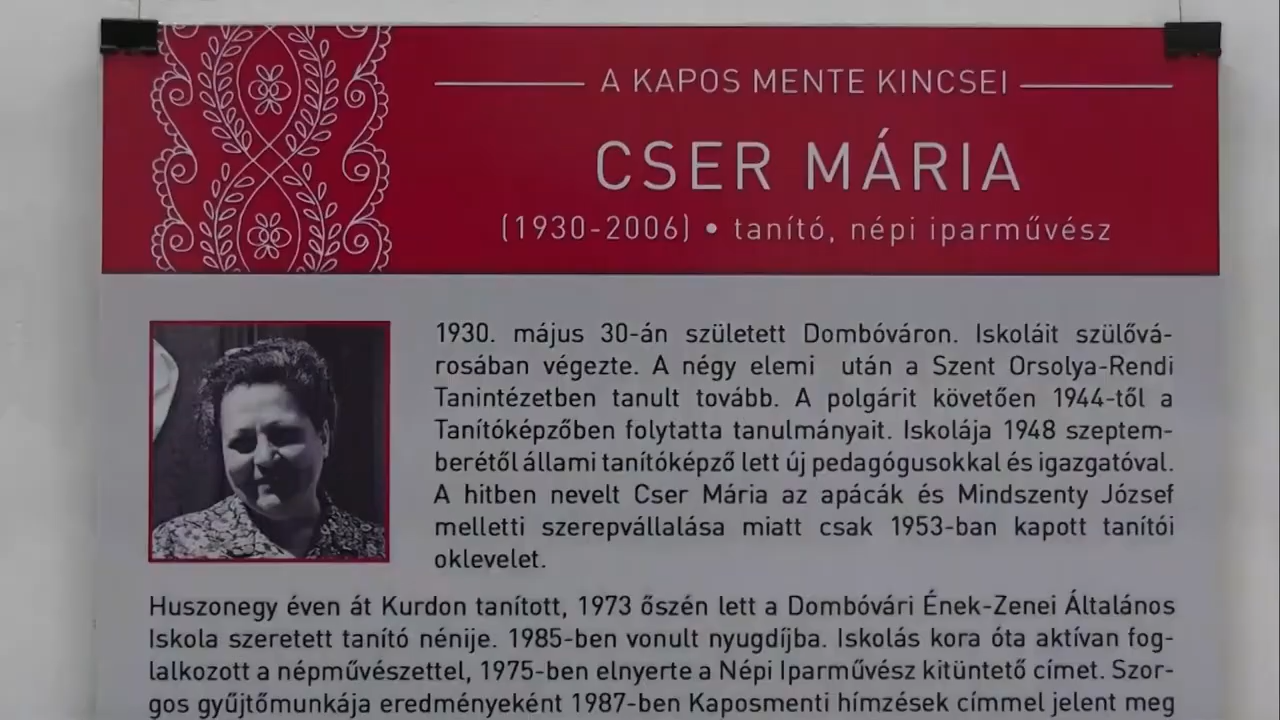 A KAPOS MENTE KINCSEI
CSER MÁRIA
(1930-2006) • tanító, népi iparművész
1930. május 30-án született Dombóváron. Iskoláit szülővá-
rosában végezte. A négy elemi után a Szent Orsolya-Rendi
Tanintézetben tanult tovább. A polgárit követően 1944-től a
Tanítóképzőben folytatta tanulmányait. Iskolája 1948 szeptem-
berétől állami tanítóképző lett új pedagógusokkal és igazgatóval.
A hitben nevelt Cser Mária az apácák és Mindszenty József
melletti szerepvállalása miatt csak 1953-ban kapott tanítói
oklevelet.
Huszonegy éven át Kurdon tanított, 1973 őszén lett a Dombóvári Ének-Zenei Általános
Iskola szeretett tanító nénije. 1985-ben vonult nyugdíjba. Iskolás kora óta aktívan fog-
lalkozott a népművészettel, 1975-ben elnyerte a Népi Iparművész kitüntető címet. Szor-
gos gyűjtőmunkája eredményeként 1987-ben Kaposmenti hímzések címmel jelent meg